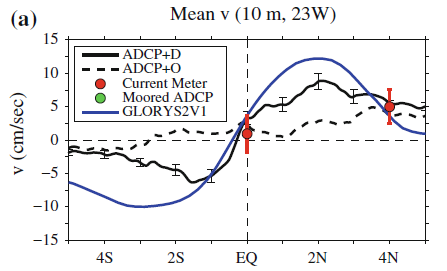 (a)
Mean v (10 m, 23W)
v (cm/sec)
15
10
5
0
−5
−10
−15
ADCP+D
ADCP+O
Current Meter
Moored ADCP
GLORYS2V1
4S
2S
EQ
2N
4N